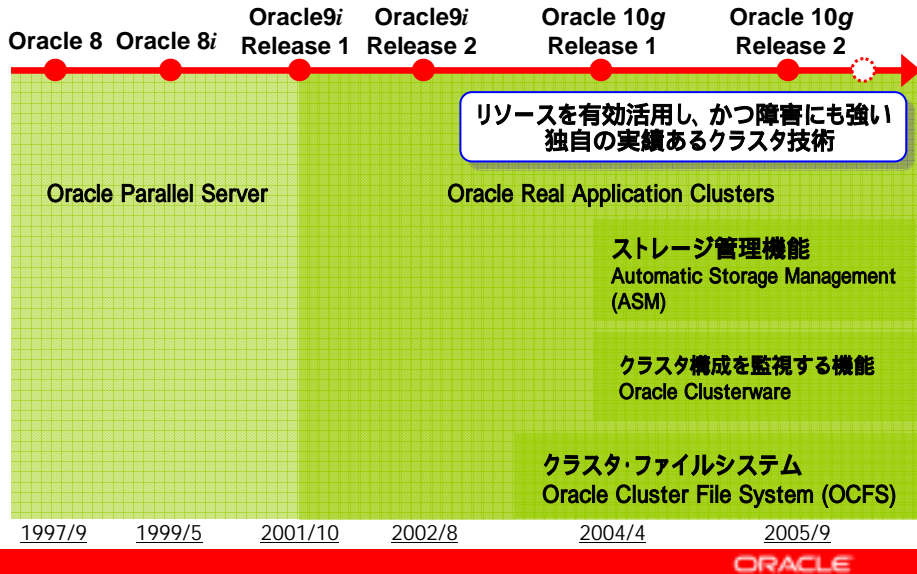 Oracle 8
Oracle 8i
Oracle9i
Release 1
Oracle9i
Release 2
Oracle 10g
Release 1
Oracle 10g
Release 2
リソースを有効活用し、かつ障害にも強い
独自の実績あるクラスタ技術
Oracle Parallel Server
Oracle Real Application Clusters
ストレージ管理機能
Automatic Storage Management
(ASM)
クラスタ構成を監視する機能
Oracle Clusterware
クラスタ・ファイルシステム
Oracle Cluster File System (OCFS)
1997/9
1999/5
2001/10
2002/8
2004/4
2005/9
ORACLE